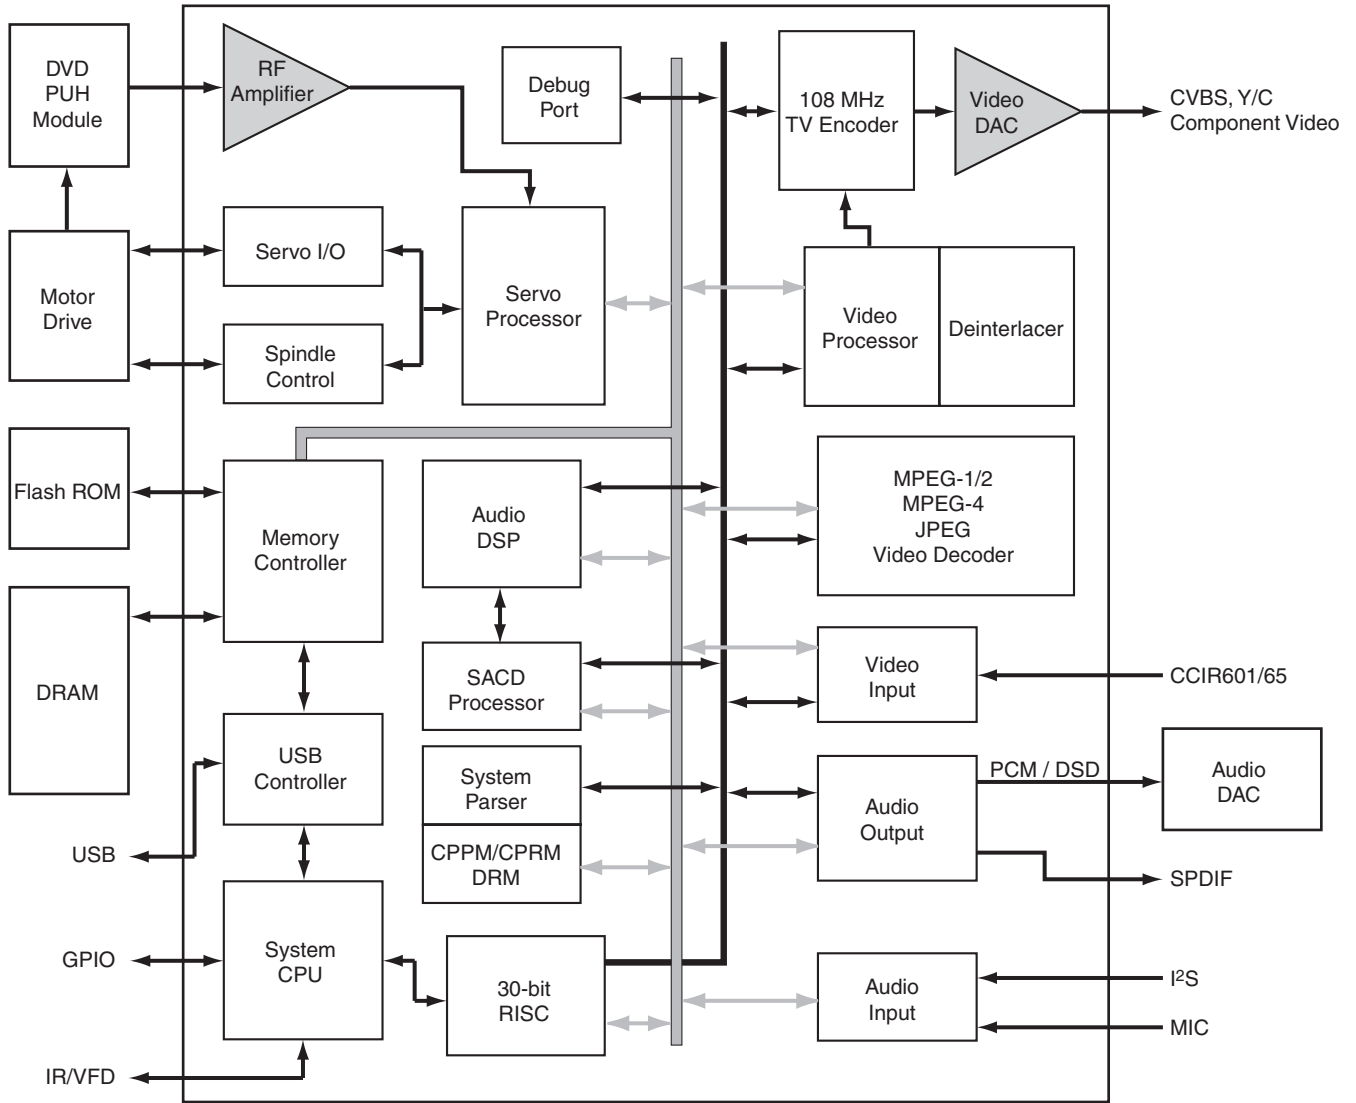 DVD
PUH
Module
RF
Amplifier
Debug
Port
108 MHz
TV Encoder
Video
DAC
CVBS, Y/C
Component Video
Motor
Drive
Servo I/O
Spindle
Control
Servo
Processor
Video
Processor
Deinterlacer
Flash ROM
Memory
Controller
Audio
DSP
MPEG-1/2
MPEG-4
JPEG
Video Decoder
DRAM
SACD
Processor
Video
Input
CCIR601/65
USB
Controller
System
Parser
CPPM/CPRM
DRM
Audio
Output
PCM / DSD
Audio
DAC
USB
SPDIF
GPIO
System
CPU
30-bit
RISC
Audio
Input
I²S
MIC
IR/VFD